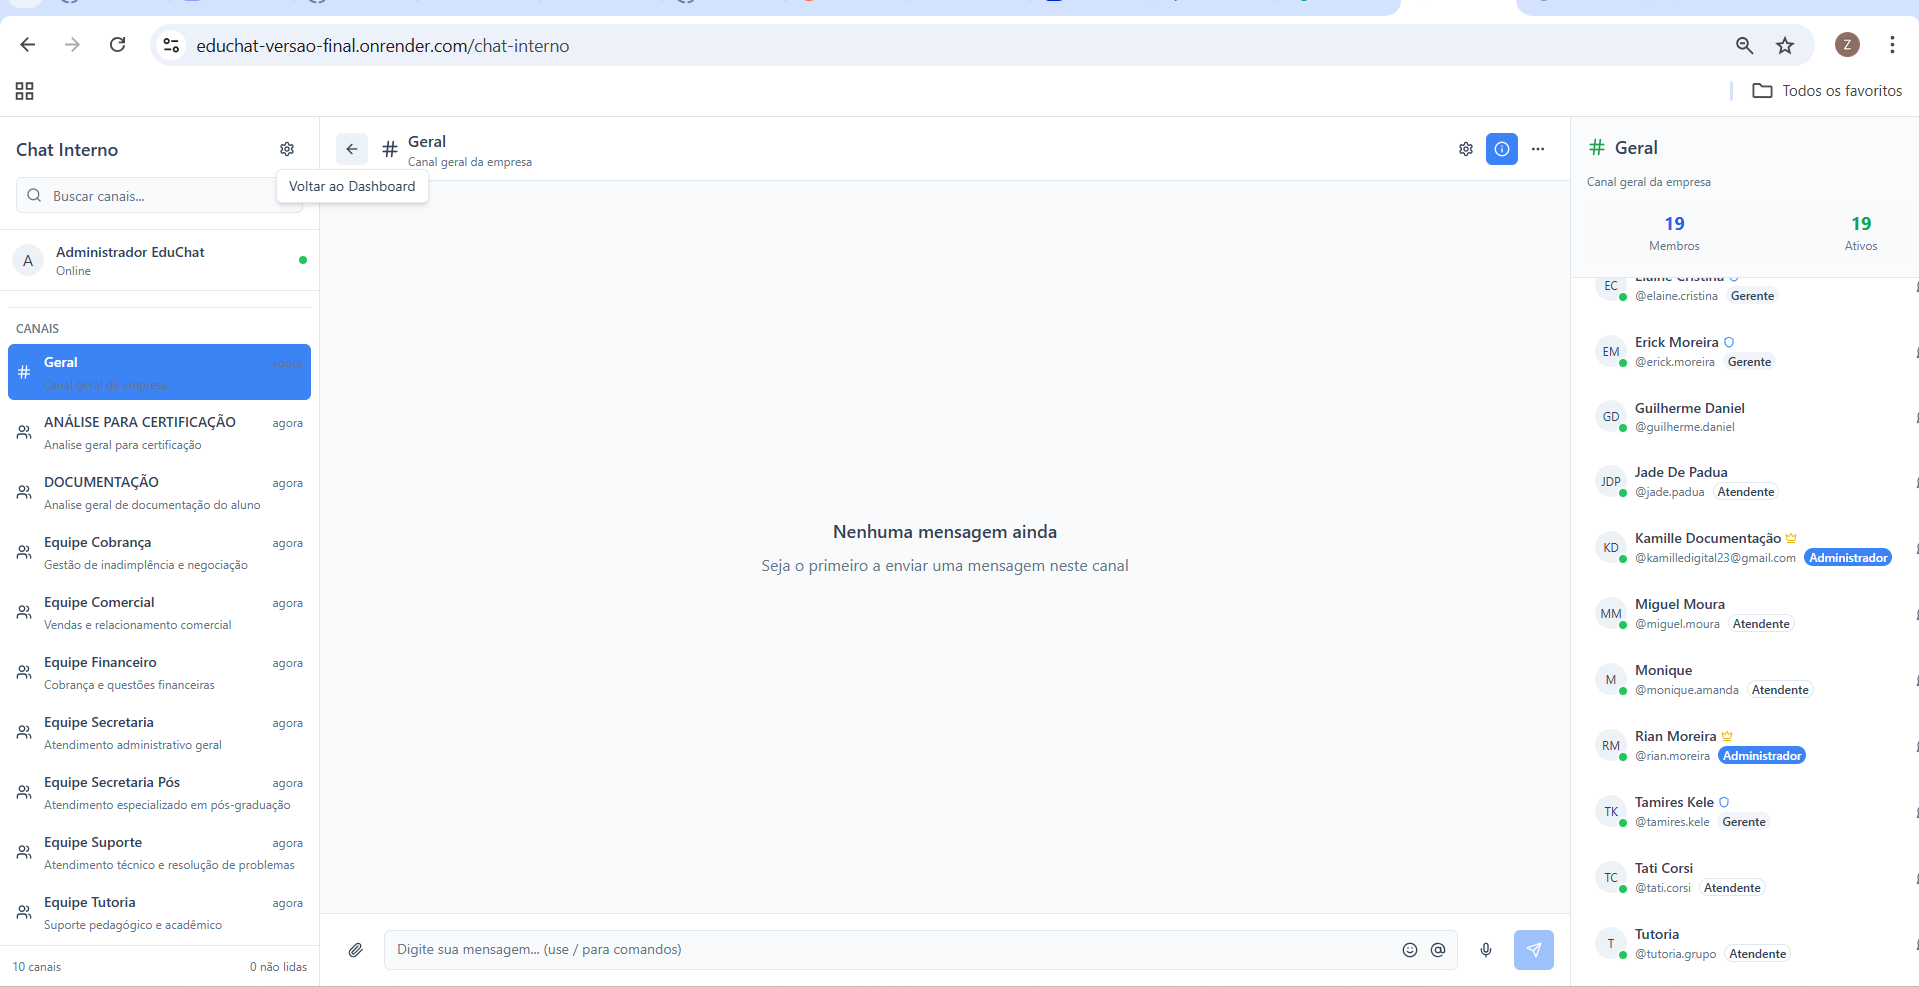 educhat-versao-final.onrender.com/chat-interno
Z
Todos os favoritos
Chat Interno
Buscar canais...
A
Administrador EduChat
Online
CANAIS
Geral
agora
Canal geral da empresa
ANÁLISE PARA CERTIFICAÇÃO
agora
Analise geral para certificação
DOCUMENTAÇÃO
agora
Analise geral de documentação do aluno
Equipe Cobrança
agora
Gestão de inadimplência e negociação
Equipe Comercial
agora
Vendas e relacionamento comercial
Equipe Financeiro
agora
Cobrança e questões financeiras
Equipe Secretaria
agora
Atendimento administrativo geral
Equipe Secretaria Pós
agora
Atendimento especializado em pós-graduação
Equipe Suporte
agora
Atendimento técnico e resolução de problemas
Equipe Tutoria
agora
Suporte pedagógico e acadêmico
10 canais
0 não lidas
Geral
Canal geral da empresa
Voltar ao Dashboard
Nenhuma mensagem ainda
Seja o primeiro a enviar uma mensagem neste canal
Digite sua mensagem... (use / para comandos)
# Geral
Canal geral da empresa
19
Membros
19
Ativos
EC
Elaine Cristina
@elaine.cristina Gerente
EM
Erick Moreira
@erick.moreira Gerente
GD
Guilherme Daniel
@guilherme.daniel
JDP
Jade De Padua
@jade.padua Atendente
KD
Kamille Documentação
@kamilledigital23@gmail.com Administrador
MM
Miguel Moura
@miguel.moura Atendente
M
Monique
@monique.amanda Atendente
RM
Rian Moreira
@rian.moreira Administrador
TK
Tamires Kele
@tamires.kele Gerente
TC
Tati Corsi
@tati.corsi Atendente
T
Tutoria
@tutoria.grupo Atendente